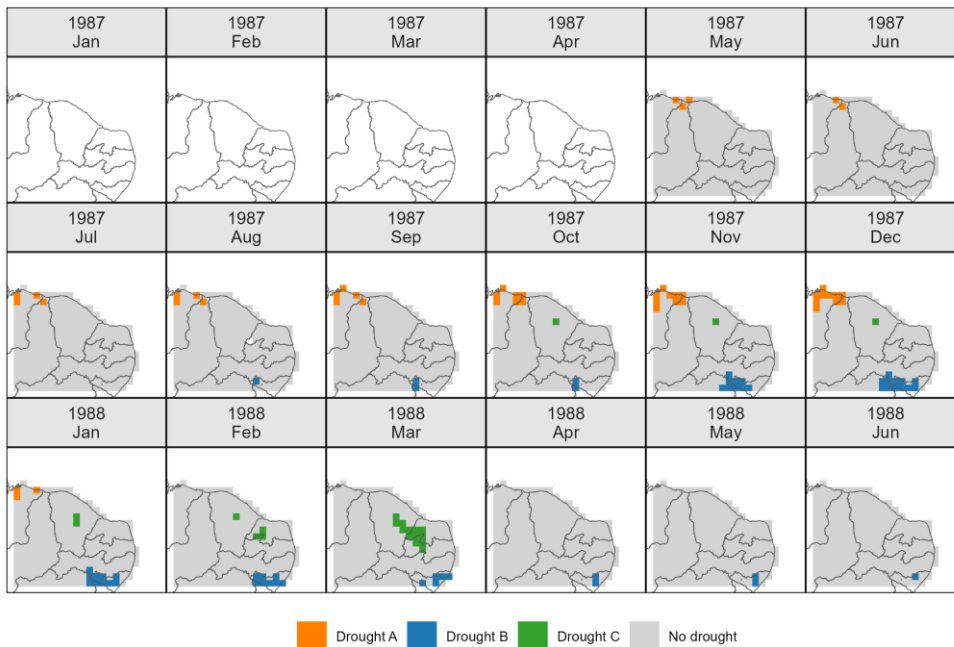 1987
Jan
1987
Feb
1987
Mar
1987
Apr
1987
May
1987
Jun
1987
Jul
1987
Aug
1987
Sep
1987
Oct
1987
Nov
1987
Dec
1988
Jan
1988
Feb
1988
Mar
1988
Apr
1988
May
1988
Jun
Drought A
Drought B
Drought C
No drought